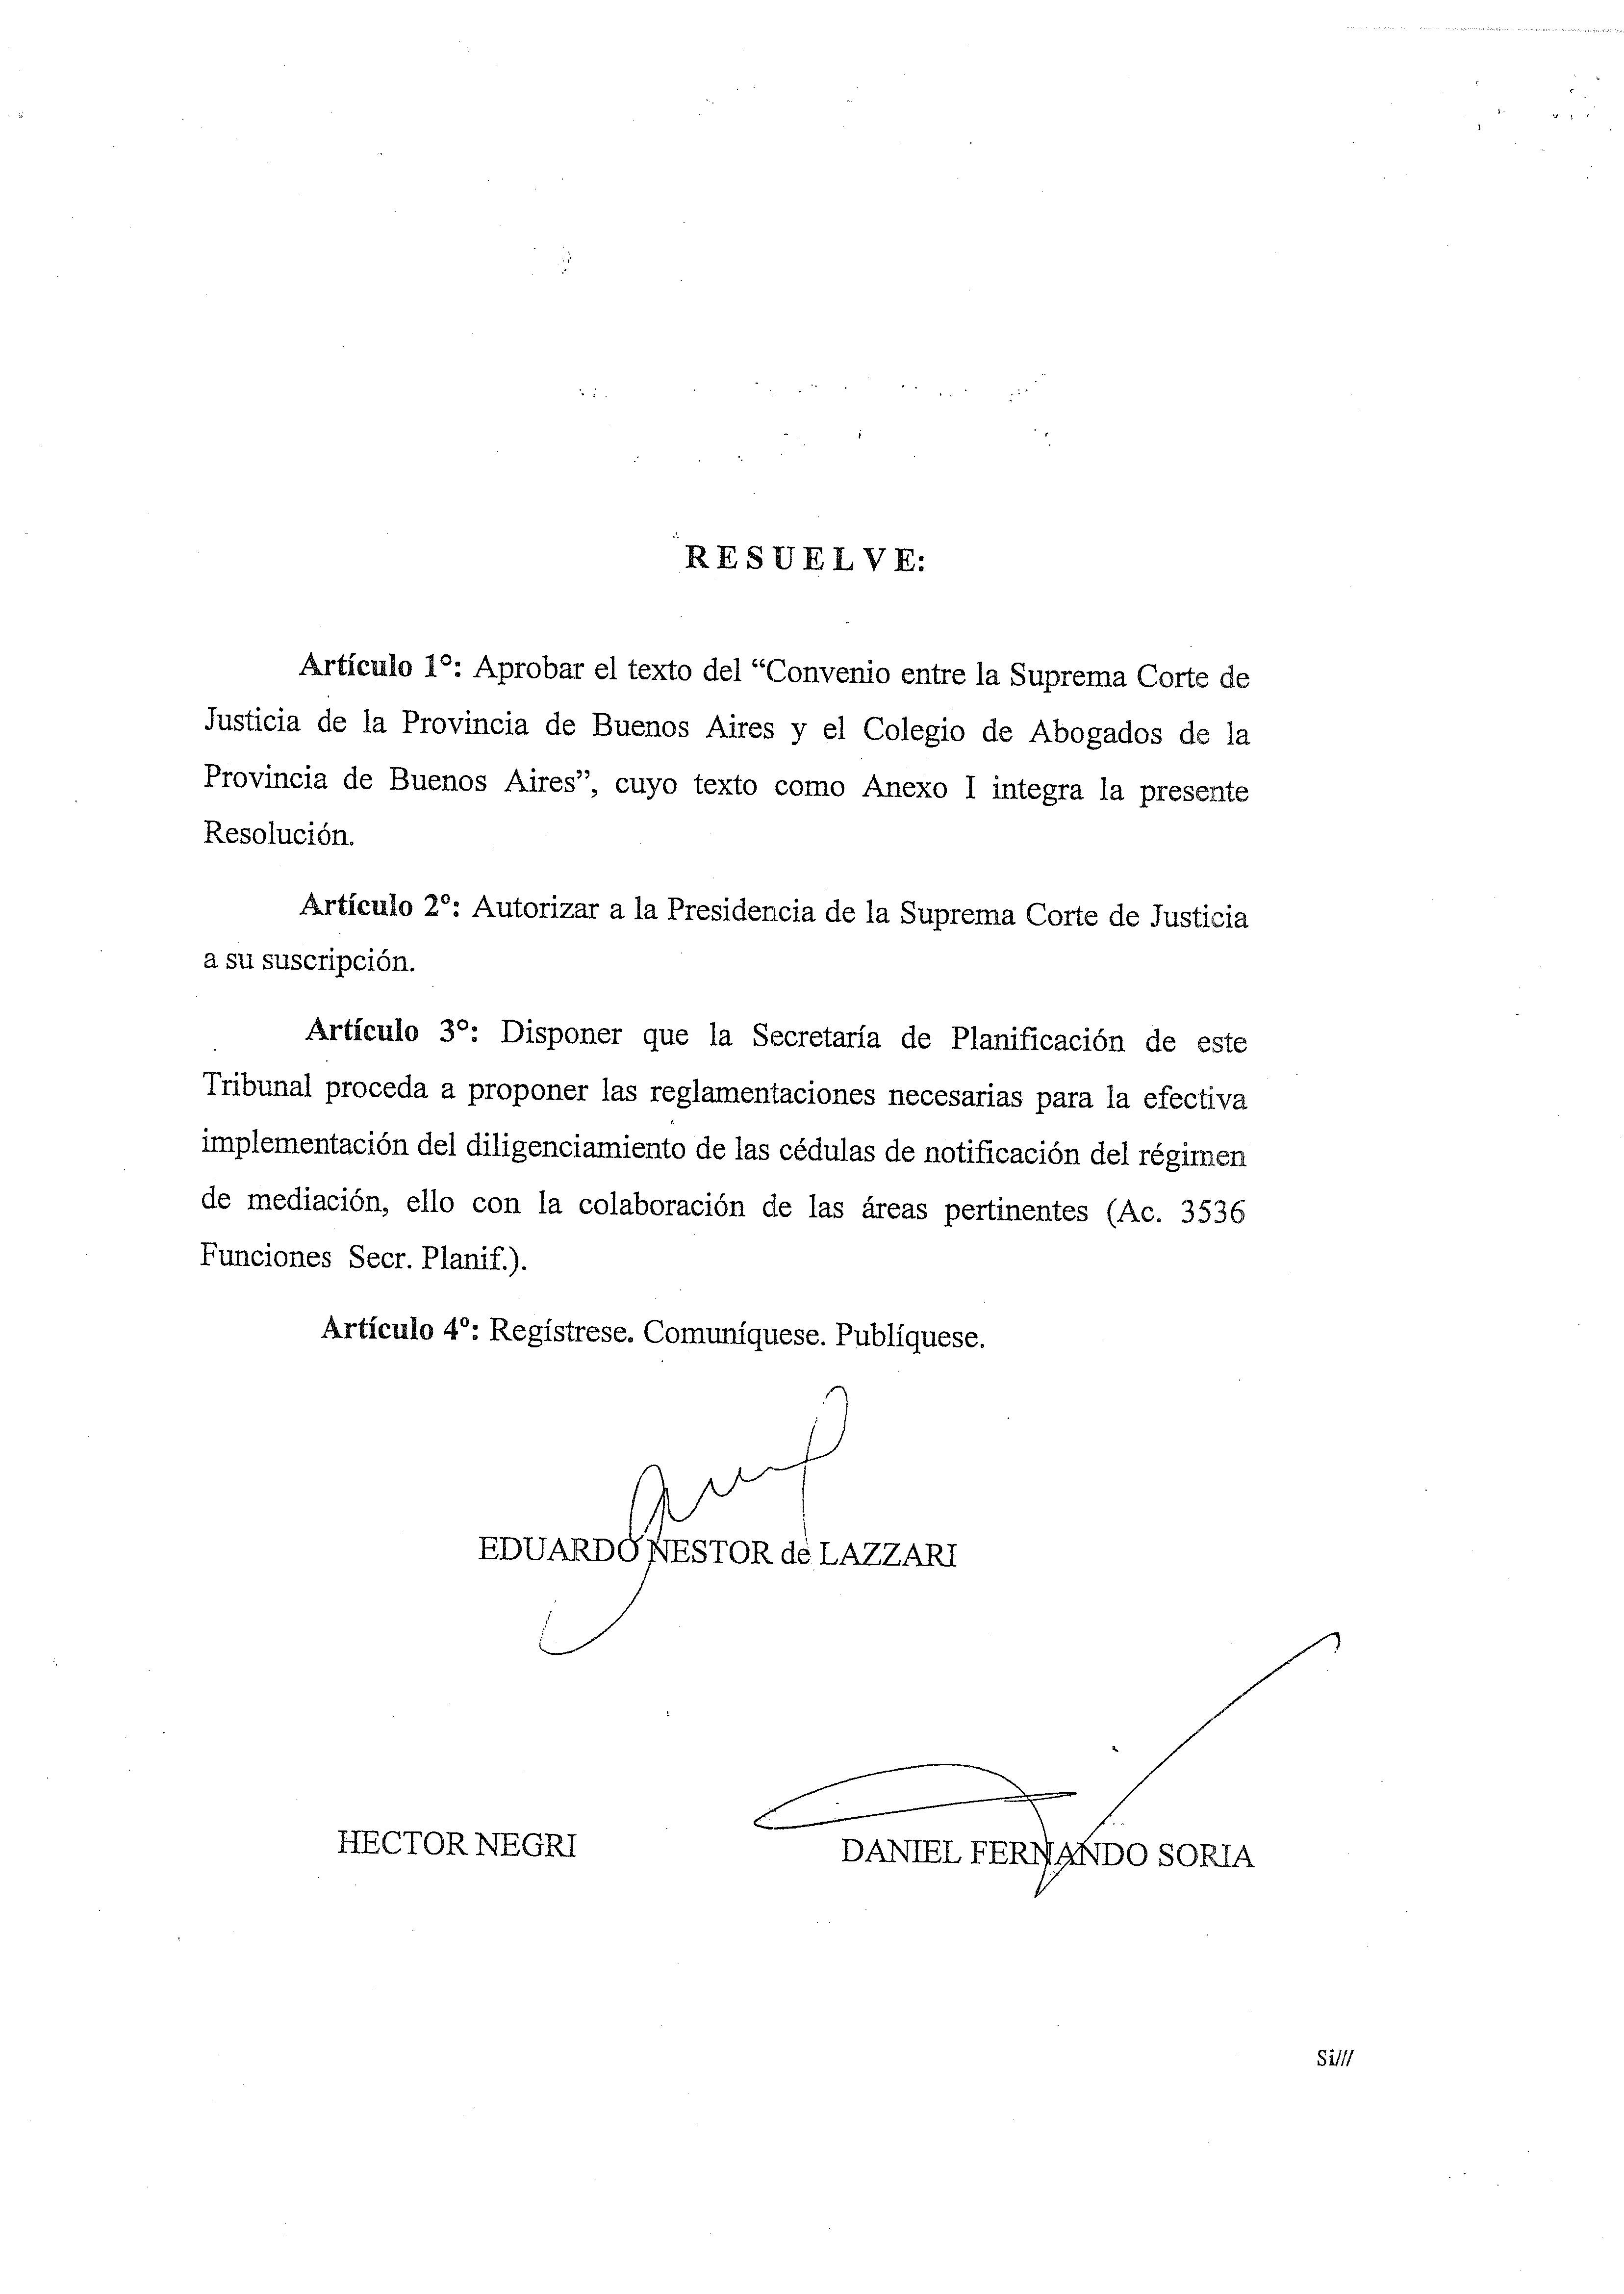 RESUELVE:
Artículo 1º: Aprobar el texto del “Convenio entre la Suprema Corte de
Justicia de la Provincia de Buenos Aires y el Colegio de Abogados de la
Provincia de Buenos Aires”, cuyo texto como Anexo I integra la presente
Resolución.
Artículo 2º: Autorizar a la Presidencia de la Suprema Corte de Justicia
a su suscripción.
Artículo 3º: Disponer que la Secretaría de Planificación de este
Tribunal proceda a proponer las reglamentaciones necesarias para la efectiva
implementación del diligenciamiento de las cédulas de notificación del régimen
de mediación, ello con la colaboración de las áreas pertinentes (Ac. 3536
Funciones Secr. Planif.).
Artículo 4º: Regístrese. Comuníquese. Publíquese.
EDUARDO NESTOR de LAZZARI
HECTOR NEGRI DANIEL FERNANDO SORIA
Si///